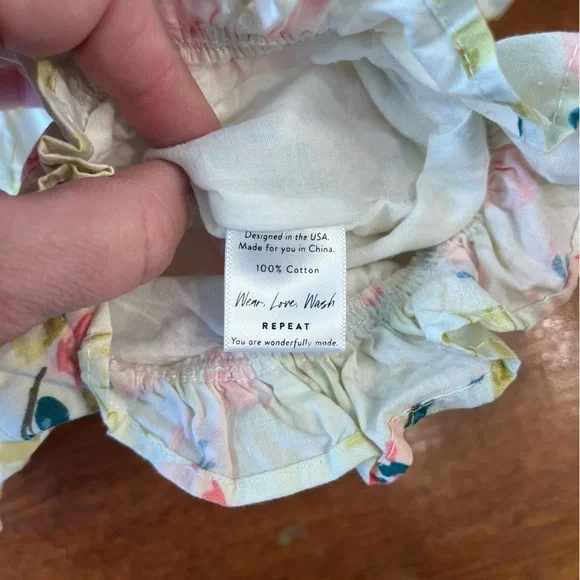 Designed in the USA.
Made for you in China.
100% Cotton
Wear, Love, Wash
REPEAT
You are wonderfully made.